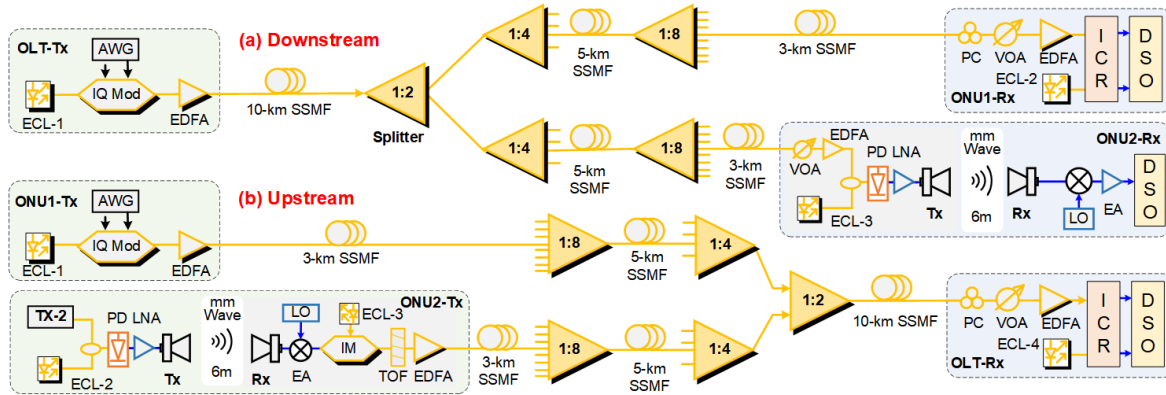 (a) Downstream
OLT-Tx
AWG
IQ Mod
ECL-1
EDFA
10-km SSMF
1:2
Splitter
1:4
5-km
SSMF
1:8
3-km SSMF
PC
VOA
EDFA
ECL-2
I
C
R
D
S
O
ONU1-Rx
1:4
5-km
SSMF
1:8
3-km
SSMF
EDFA
VOA
ECL-3
PD LNA
Tx
mm
Wave
6m
Rx
LO
EA
D
S
O
ONU2-Rx
(b) Upstream
ONU1-Tx
AWG
IQ Mod
ECL-1
EDFA
3-km SSMF
1:8
5-km
SSMF
1:4
1:2
10-km SSMF
PC
VOA
EDFA
ECL-4
I
C
R
D
S
O
OLT-Rx
ONU2-Tx
TX-2
ECL-2
PD LNA
Tx
mm
Wave
6m
Rx
LO
EA
ECL-3
IM
TOF
EDFA
3-km
SSMF
1:8
5-km
SSMF
1:4